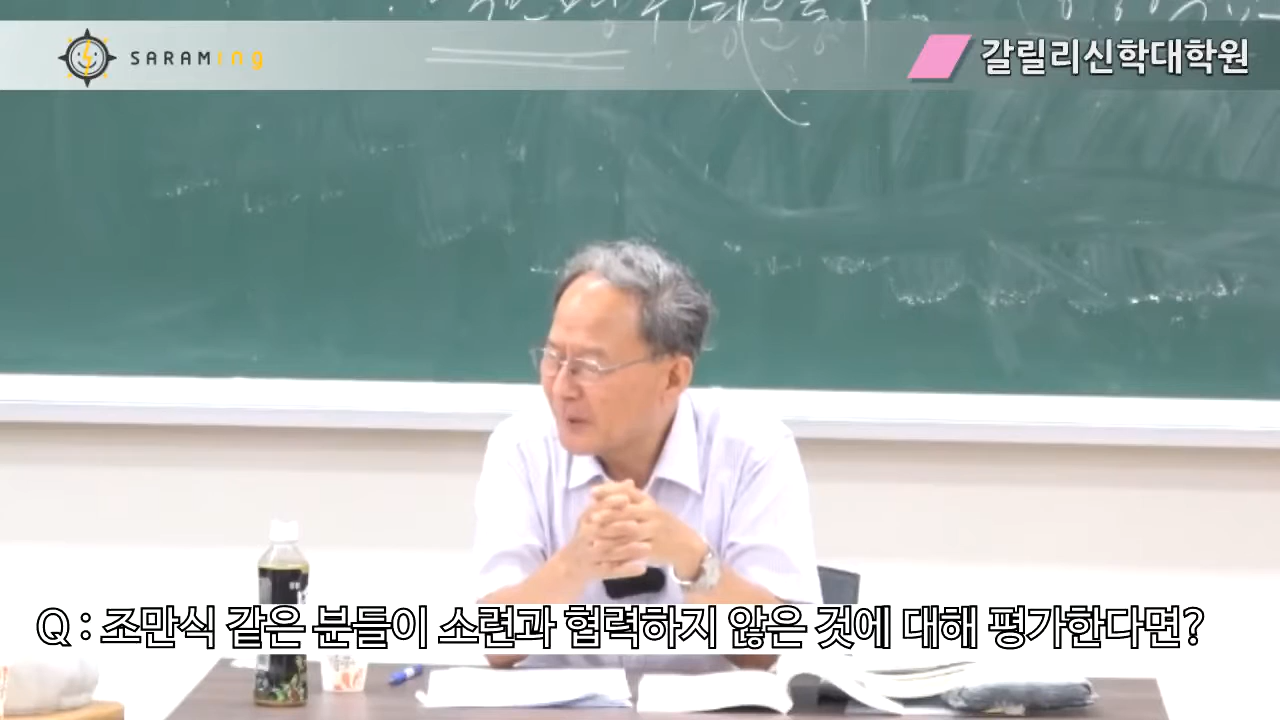 SARAMing
갈릴리신학대학원
Q : 조만식 같은 분들이 소련과 협력하지 않은 것에 대해 평가한다면?